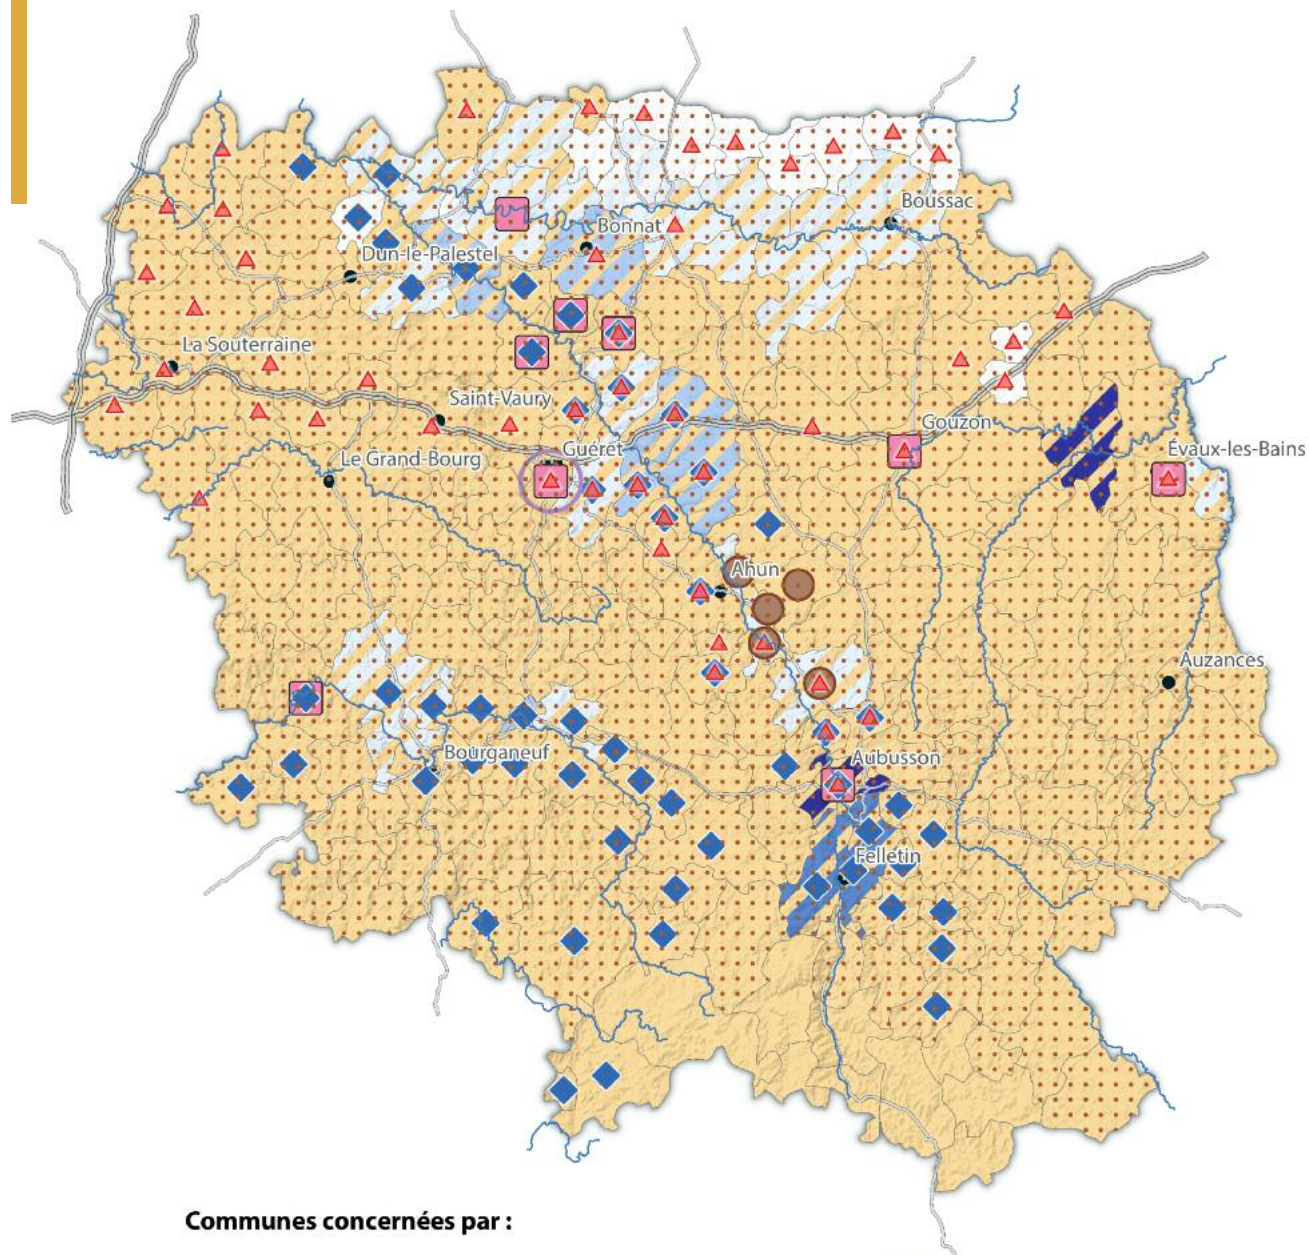 Boussac
Bonnat
Dun-le-Palestel
La Souterraine
Saint-Vaury
Gouzon
Guéret
Évaux-les-Bains
Le Grand-Bourg
Ahun
Auzances
Bourganeuf
Aubusson
Felletin
Communes concernées par :